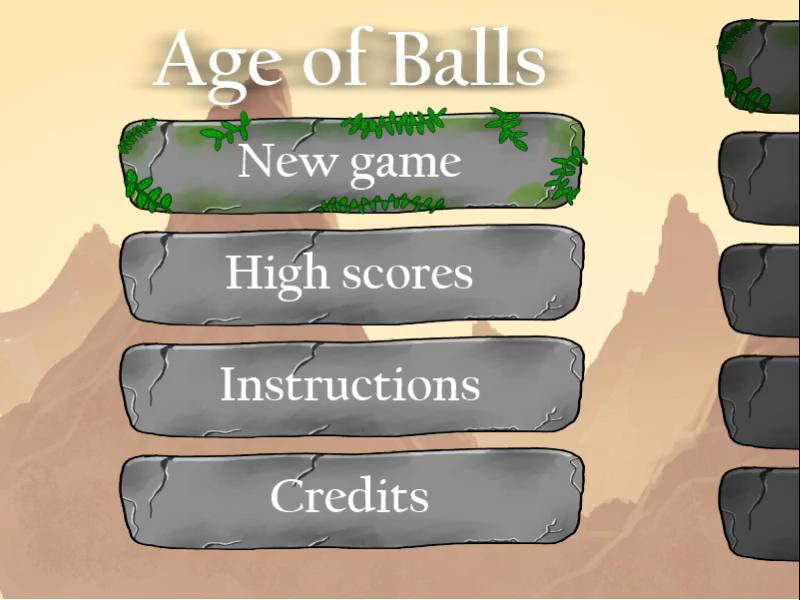 Age of Balls
New game
High scores
Instructions
Credits